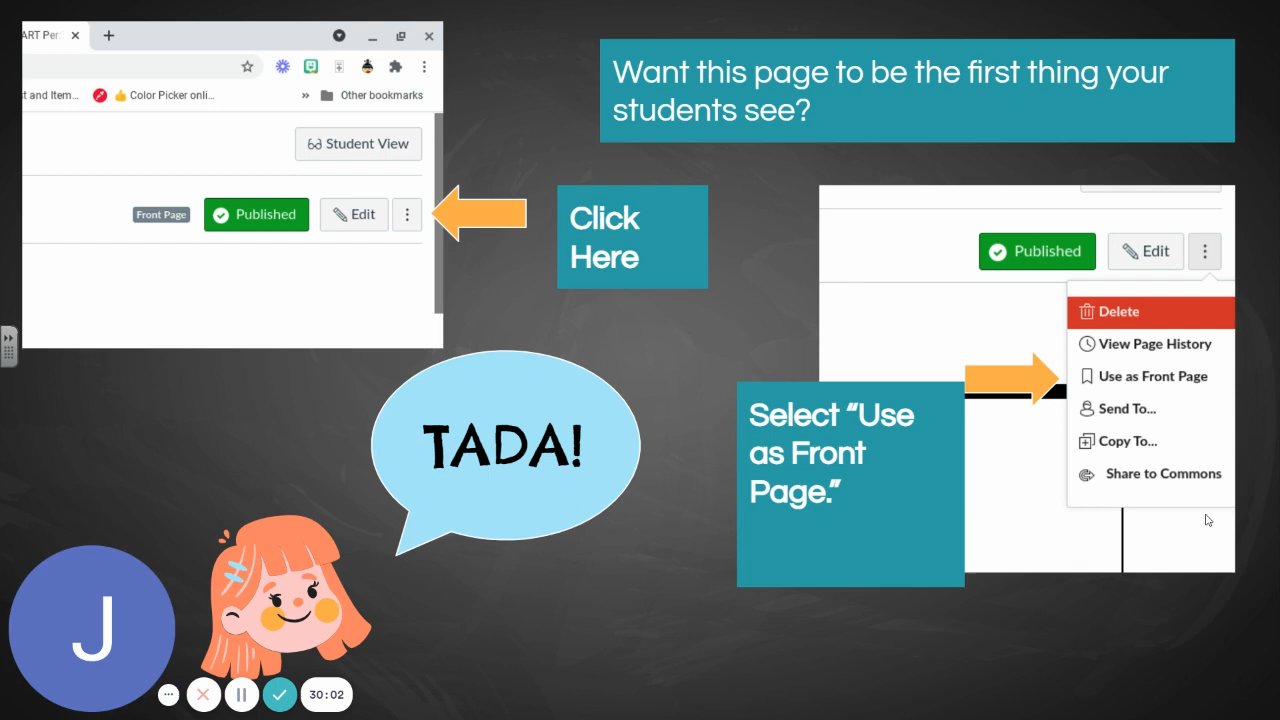 ART Per
t and Item...
Color Picker onli...
Other bookmarks
Student View
Front Page
Published
Edit
Want this page to be the first thing your
students see?
Click
Here
Published
Edit
Delete
View Page History
Use as Front Page
Send To...
Copy To...
Share to Commons
Select “Use
as Front
Page.”
TADA!
J
30:02